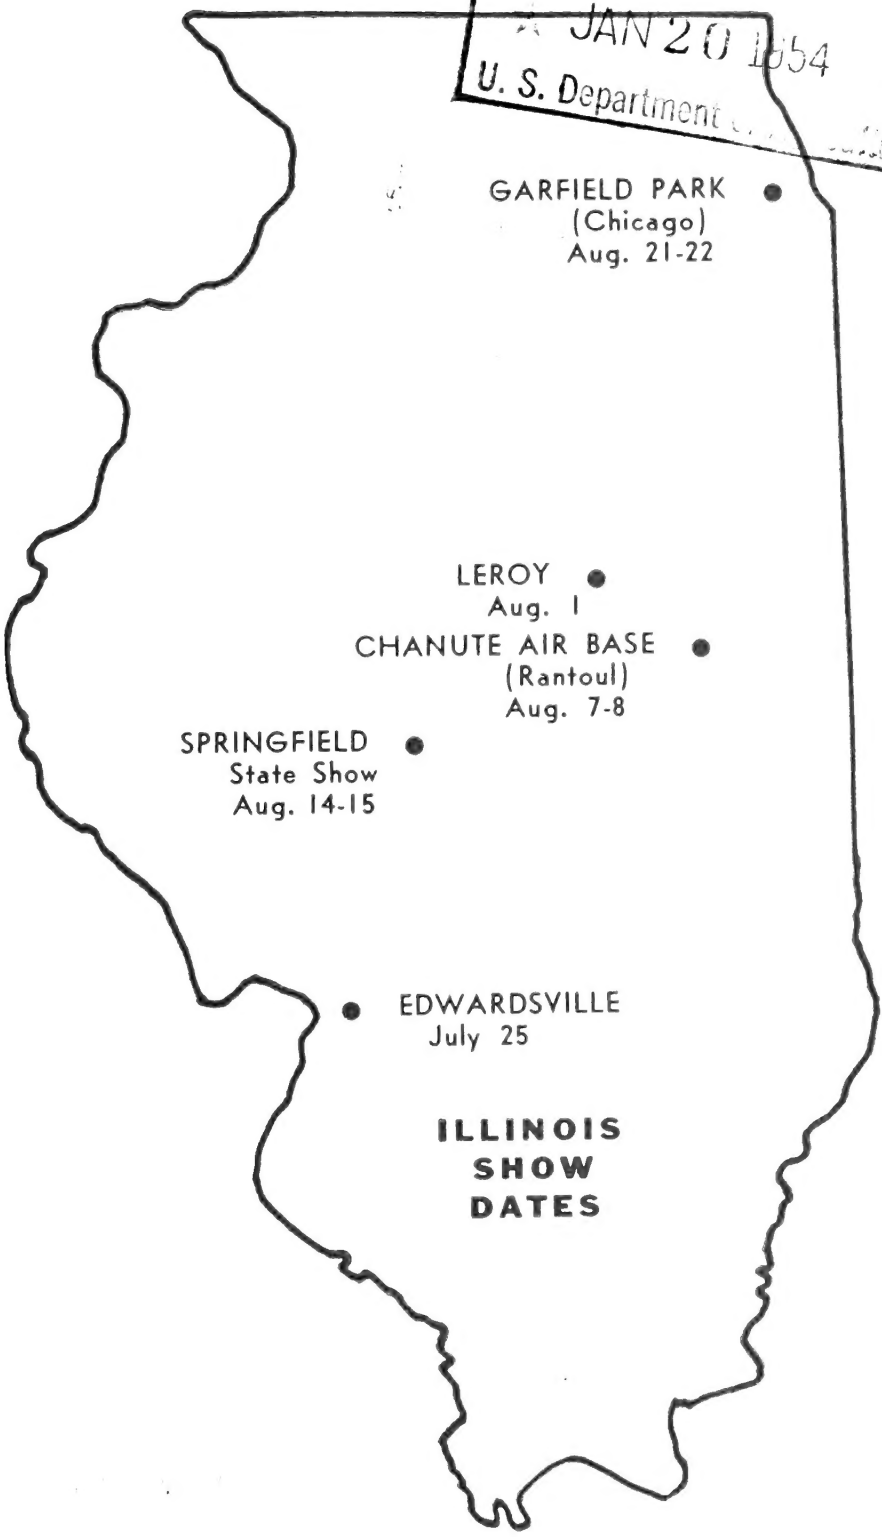 JAN 20 1954
U. S. Department
GARFIELD PARK
(Chicago)
Aug. 21-22
LEROY
Aug. 1
CHANUTE AIR BASE
(Rantoul)
Aug. 7-8
SPRINGFIELD
State Show
Aug. 14-15
EDWARDSVILLE
July 25
ILLINOIS
SHOW
DATES